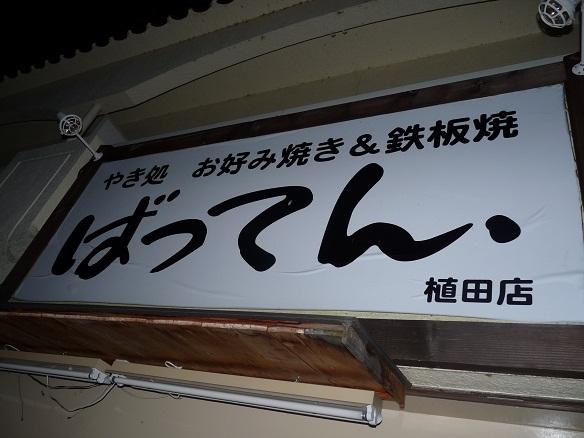 やき処 お好み焼き&鉄板焼
ばってん・
植田店